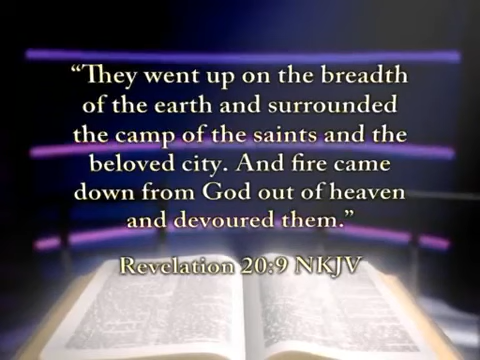 “They went up on the breadth
of the earth and surrounded
the camp of the saints and the
beloved city. And fire came
down from God out of heaven
and devoured them.”
Revelation 20:9 NKJV